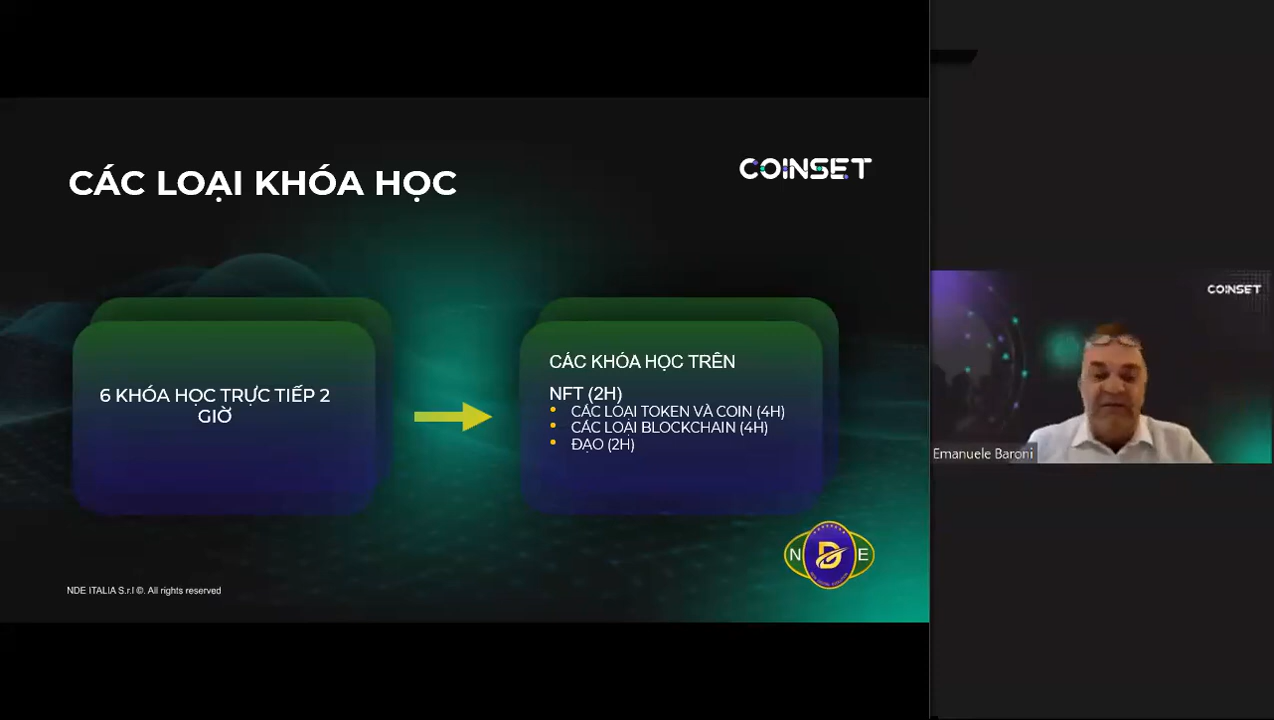 CÁC LOẠI KHÓA HỌC
COINSET
6 KHÓA HỌC TRỰC TIẾP 2
GIỜ
CÁC KHÓA HỌC TRÊN
NFT (2H)
• CÁC LOẠI TOKEN VÀ COIN (4H)
• CÁC LOẠI BLOCKCHAIN (4H)
• ĐẠO (2H)
N D E
NDE ITALIA S.r.l ©. All rights reserved
COINSET
Emanuele Baroni